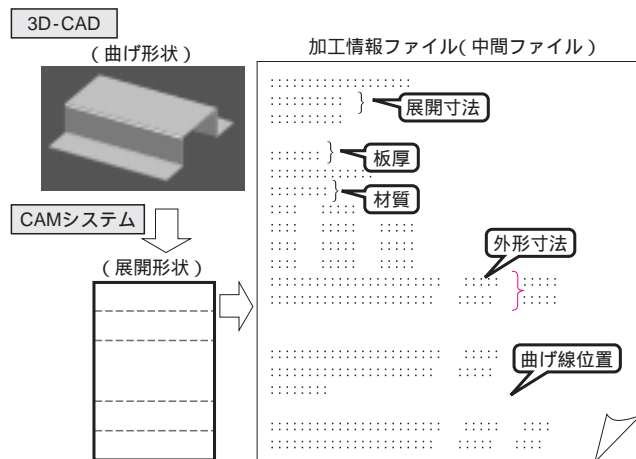 3D-CAD
(曲げ形状)
加工情報ファイル(中間ファイル)
展開寸法
板厚
材質
CAMシステム
外形寸法
(展開形状)
曲げ線位置